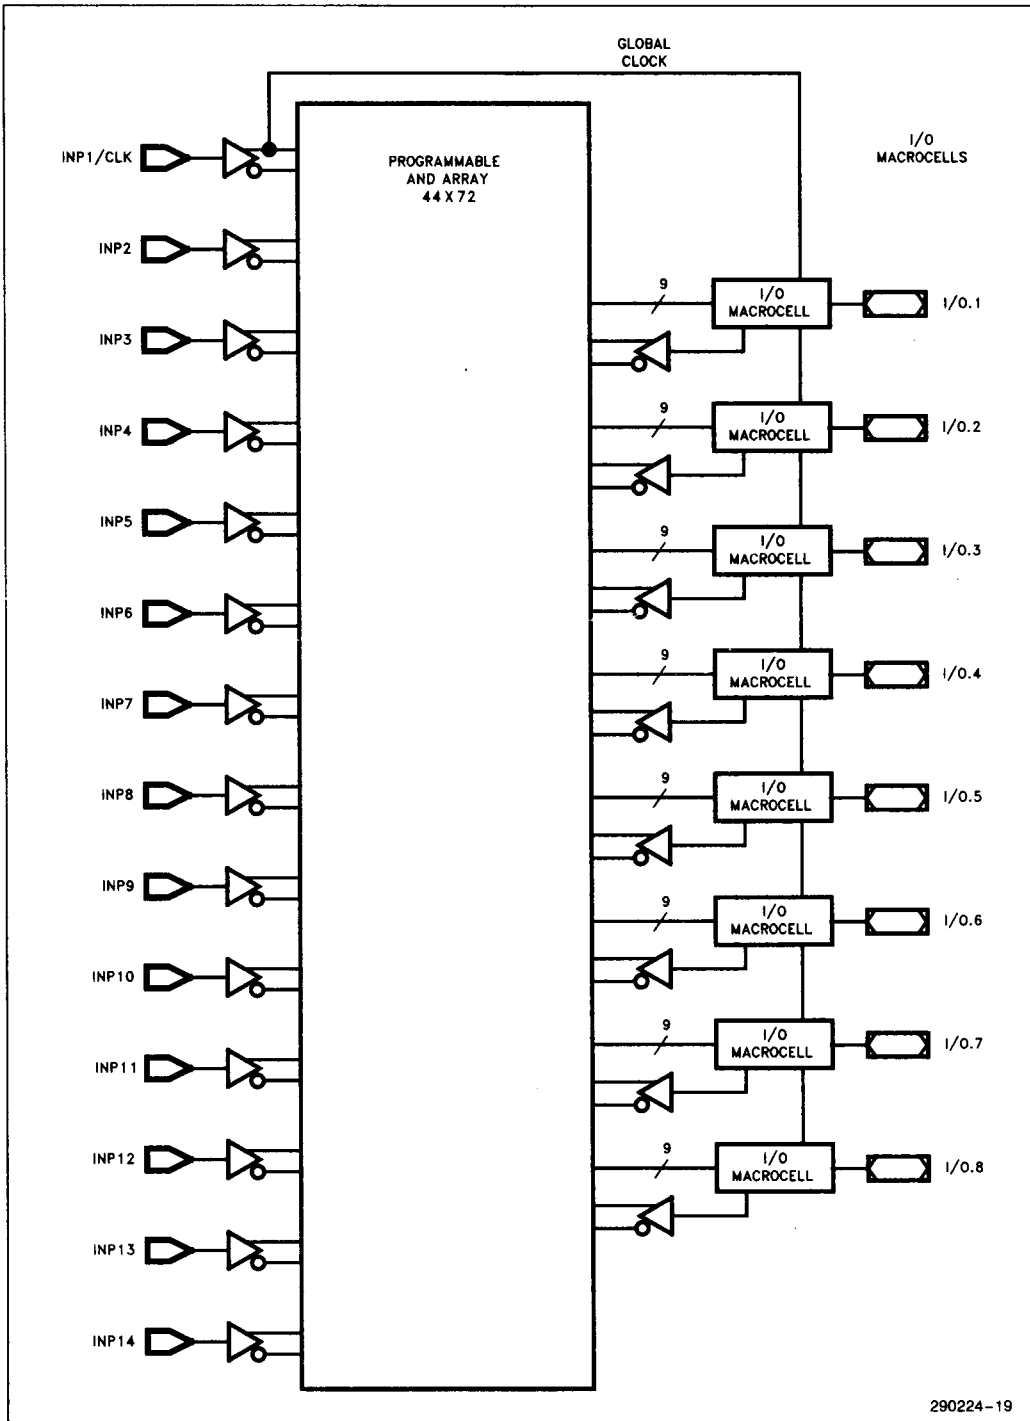 GLOBAL
CLOCK
INP1/CLK
PROGRAMMABLE
AND ARRAY
44X72
I/O
MACROCELLS
INP2
9
I/O
MACROCELL
I/O.1
INP3
9
I/O
MACROCELL
I/O.2
INP4
INP5
9
I/O
MACROCELL
I/O.3
INP6
9
I/O
MACROCELL
I/O.4
INP7
9
I/O
MACROCELL
I/O.5
INP8
INP9
9
I/O
MACROCELL
I/O.6
INP10
9
I/O
MACROCELL
I/O.7
INP11
INP12
9
I/O
MACROCELL
I/O.8
INP13
INP14
290224-19